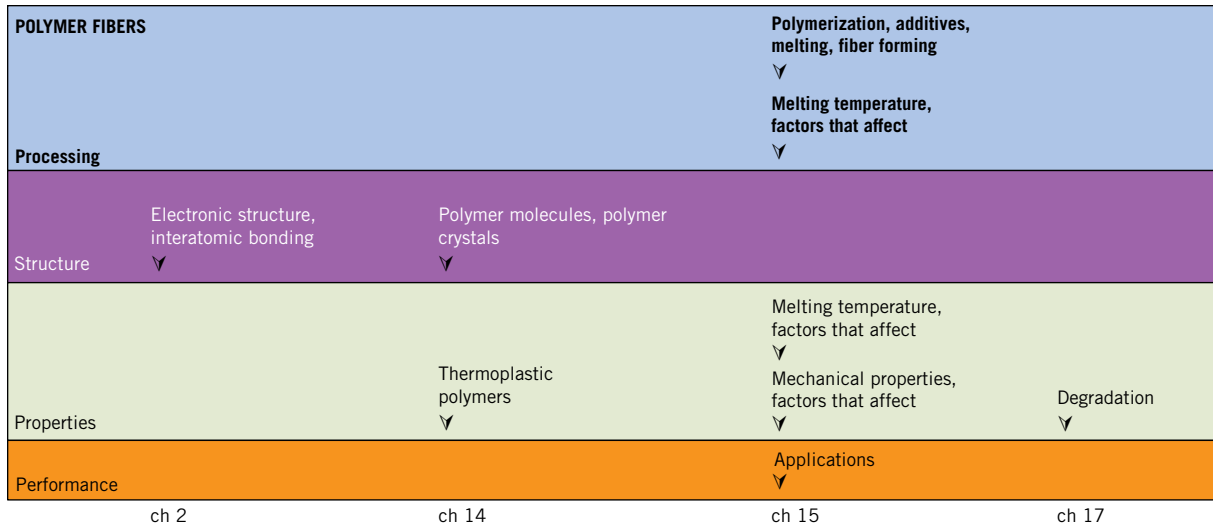 POLYMER FIBERS
Polymerization, additives,
melting, fiber forming
Melting temperature,
factors that affect
Processing
Electronic structure,
interatomic bonding
Polymer molecules, polymer
crystals
Structure
Melting temperature,
factors that affect
Thermoplastic
polymers
Mechanical properties,
factors that affect
Degradation
Properties
Applications
Performance
ch 2
ch 14
ch 15
ch 17